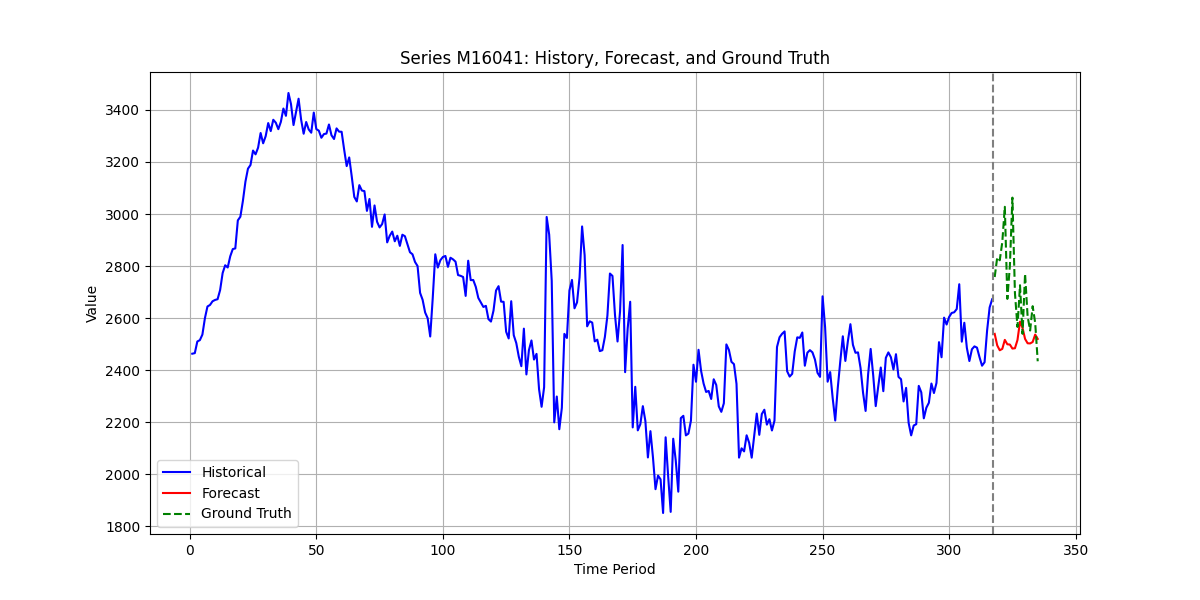 Series M16041: History, Forecast, and Ground Truth
3400
3200
3000
2800
2600
2400
2200
2000
1800
Value
Historical
Forecast
Ground Truth
0 50 100 150 200 250 300 350
Time Period